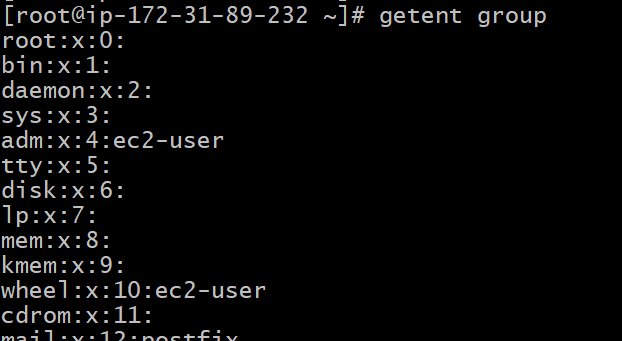 [root@ip-172-31-89-232 ~]# getent group
root:x:0:
bin:x:1:
daemon:x:2:
sys:x:3:
adm:x:4:ec2-user
tty:x:5:
disk:x:6:
lp:x:7:
mem:x:8:
kmem:x:9:
wheel:x:10:ec2-user
cdrom:x:11:
mail:x:12:postfix